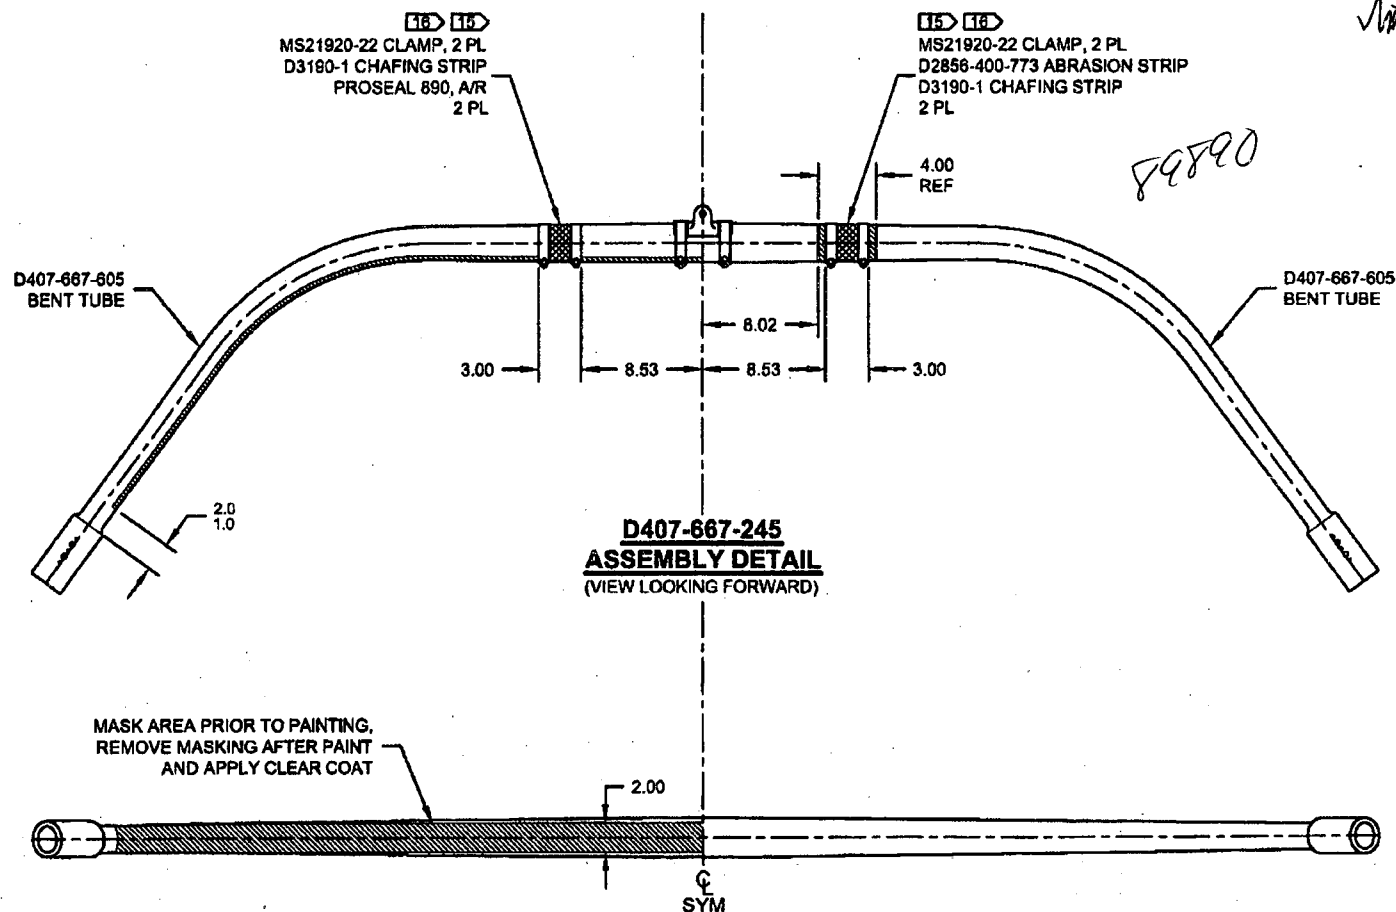 16 15
MS21920-22 CLAMP, 2 PL
D3190-1 CHAFING STRIP
PROSEAL 890, A/R
2 PL
15 16
MS21920-22 CLAMP, 2 PL
D2856-400-773 ABRASION STRIP
D3190-1 CHAFING STRIP
2 PL
89890
4.00
REF
D407-667-605
BENT TUBE
D407-667-605
BENT TUBE
8.02
3.00
8.53
8.53
3.00
2.0
1.0
D407-667-245
ASSEMBLY DETAIL
(VIEW LOOKING FORWARD)
MASK AREA PRIOR TO PAINTING,
REMOVE MASKING AFTER PAINT
AND APPLY CLEAR COAT
2.00
CL
SYM